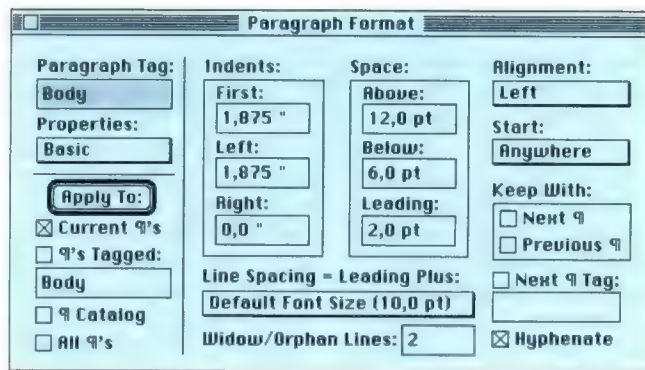 Paragraph Format
Paragraph Tag:
Body
Properties:
Basic
Apply To:
Current ¶'s
¶'s Tagged:
Body
¶ Catalog
All ¶'s
Indents:
First:
1,875 "
Left:
1,875 "
Right:
0,0 "
Space:
Above:
12,0 pt
Below:
6,0 pt
Leading:
2,0 pt
Line Spacing = Leading Plus:
Default Font Size (10,0 pt)
Widow/Orphan Lines: 2
Alignment:
Left
Start:
Anywhere
Keep With:
Next ¶
Previous ¶
Next ¶ Tag:
Hyphenate